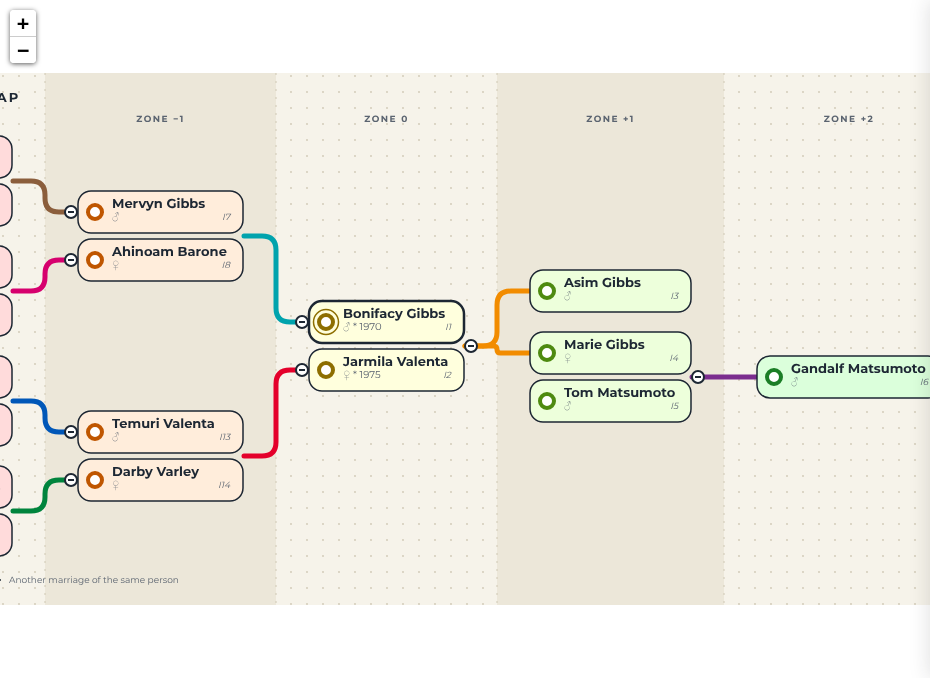 +
−
AP
ZONE −1
ZONE 0
ZONE +1
ZONE +2
Mervyn Gibbs
♂ I7
Ahinoam Barone
♀ I8
Temuri Valenta
♂ I13
Darby Varley
♀ I14
Bonifacy Gibbs
♂ * 1970 I1
Jarmila Valenta
♀ * 1975 I2
Asim Gibbs
♂ I3
Marie Gibbs
♀ I4
Tom Matsumoto
♂ I5
Gandalf Matsumoto
♂ I6
Another marriage of the same person